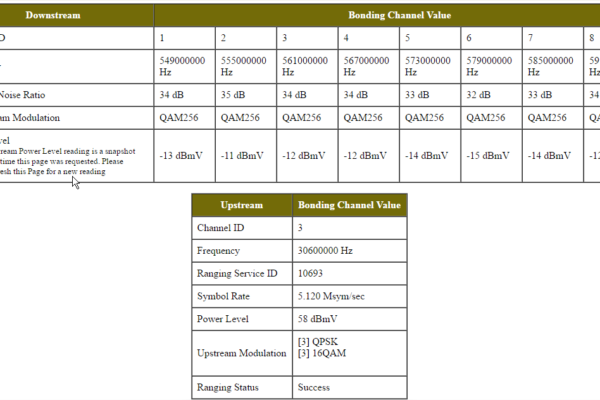 Downstream Bonding Channel Value
D 1 2 3 4 5 6 7 8
549000000 Hz 555000000 Hz 561000000 Hz 567000000 Hz 573000000 Hz 579000000 Hz 585000000 Hz 59
Noise Ratio 34 dB 35 dB 34 dB 34 dB 33 dB 32 dB 33 dB 34
am Modulation QAM256 QAM256 QAM256 QAM256 QAM256 QAM256 QAM256 QA
vel
ream Power Level reading is a snapshot
time this page was requested. Please
esh this Page for a new reading
-13 dBmV -11 dBmV -12 dBmV -12 dBmV -14 dBmV -15 dBmV -14 dBmV -12
Upstream Bonding Channel Value
Channel ID 3
Frequency 30600000 Hz
Ranging Service ID 10693
Symbol Rate 5.120 Msym/sec
Power Level 58 dBmV
Upstream Modulation [3] QPSK
[3] 16QAM
Ranging Status Success